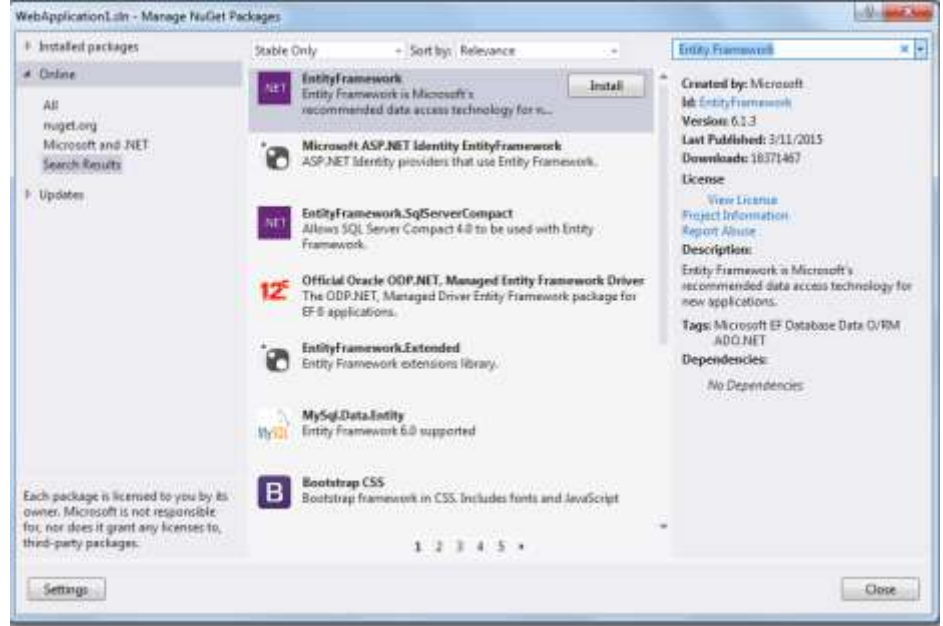 WebApplication1.sln - Manage NuGet Packages
Installed packages
Online
All
nuget.org
Microsoft and .NET
Search Results
Updates
Each package is licensed to you by its
owner. Microsoft is not responsible
for, nor does it grant any licenses to,
third-party packages.
Settings
Stable Only
Sort by: Relevance
.NET
EntityFramework
Install
Entity Framework is Microsoft's
recommended data access technology for n...
Microsoft ASP.NET Identity EntityFramework
ASP.NET Identity providers that use Entity Framework.
.NET
EntityFramework.SqlServerCompact
Allows SQL Server Compact 4.0 to be used with Entity
Framework.
12c
Official Oracle ODP.NET, Managed Entity Framework Driver
The ODP.NET, Managed Driver Entity Framework package for
EF 6 applications.
EntityFramework.Extended
Entity Framework extensions library.
MySQL
MySql.Data.Entity
Entity Framework 6.0 supported
B
Bootstrap CSS
Bootstrap framework in CSS. Includes fonts and JavaScript
1 2 3 4 5
Entity Framework
Created by: Microsoft
Id: EntityFramework
Version: 6.1.3
Last Published: 3/11/2015
Downloads: 18371467
License
View License
Project Information
Report Abuse
Description:
Entity Framework is Microsoft's
recommended data access technology for
new applications.
Tags: Microsoft EF Database Data O/RM
ADO.NET
Dependencies:
No Dependencies
Close